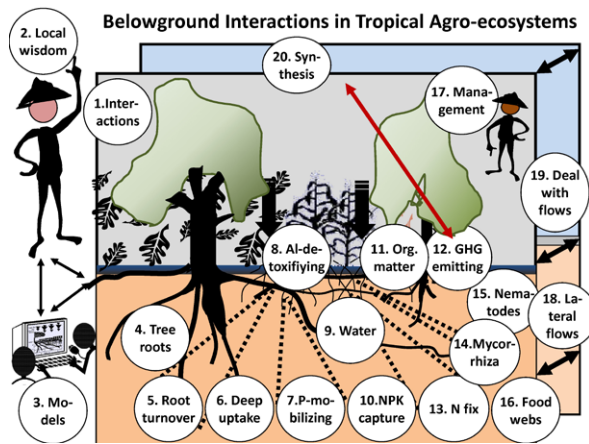 Belowground Interactions in Tropical Agro-ecosystems
2. Local
wisdom
20. Syn-
thesis
17. Mana-
gement
1.Inter-
actions
19. Deal
with
flows
8. Al-de-
toxifiying
11. Org.
matter
12. GHG
emitting
15. Nema-
todes
18. La-
teral
flows
4. Tree
roots
9. Water
14.Mycor-
rhiza
3. Mo-
dels
5. Root
turnover
6. Deep
uptake
7.P-mo-
bilizing
10.NPK
capture
13. N fix
16. Food
webs